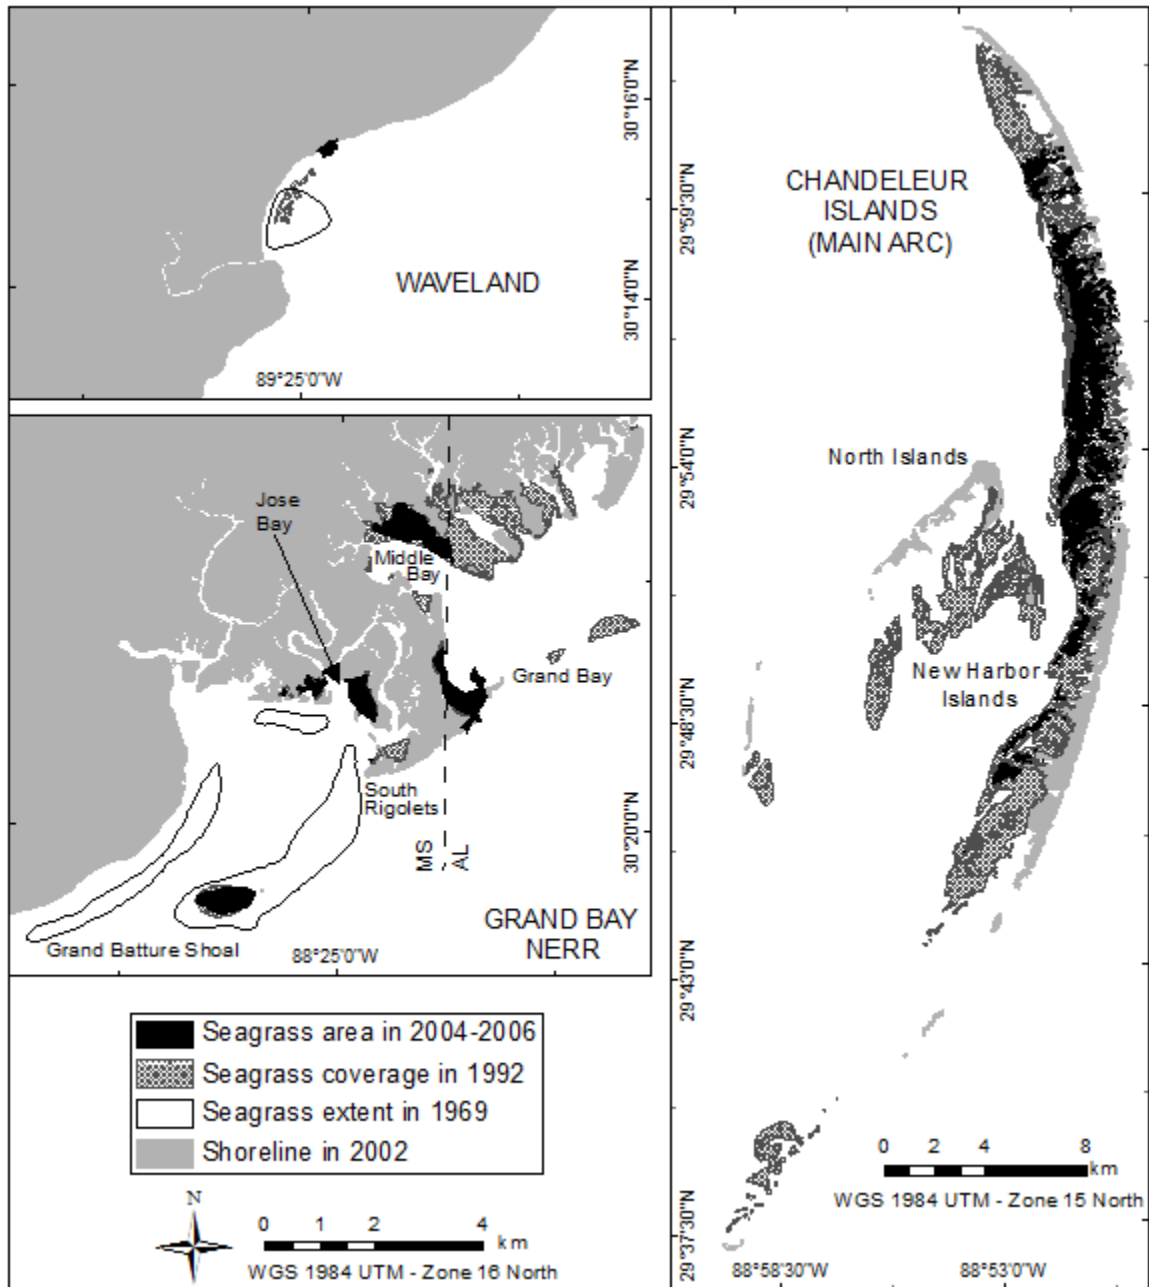 30°16'0"N
WAVELAND
30°14'0"N
89°25'0"W
Jose
Bay
Middle
Bay
Grand Bay
South
Rigolets
30°20'0"N
MS
AL
GRAND BAY
NERR
Grand Batture Shoal
88°25'0"W
Seagrass area in 2004-2006
Seagrass coverage in 1992
Seagrass extent in 1969
Shoreline in 2002
N
0 1 2 4
km
WGS 1984 UTM - Zone 16 North
CHANDELEUR
ISLANDS
(MAIN ARC)
29°59'30"N
North Islands
29°54'0"N
New Harbor
Islands
29°48'30"N
29°43'0"N
0 2 4 8
km
WGS 1984 UTM - Zone 15 North
29°37'30"N
88°58'30"W
88°53'0"W